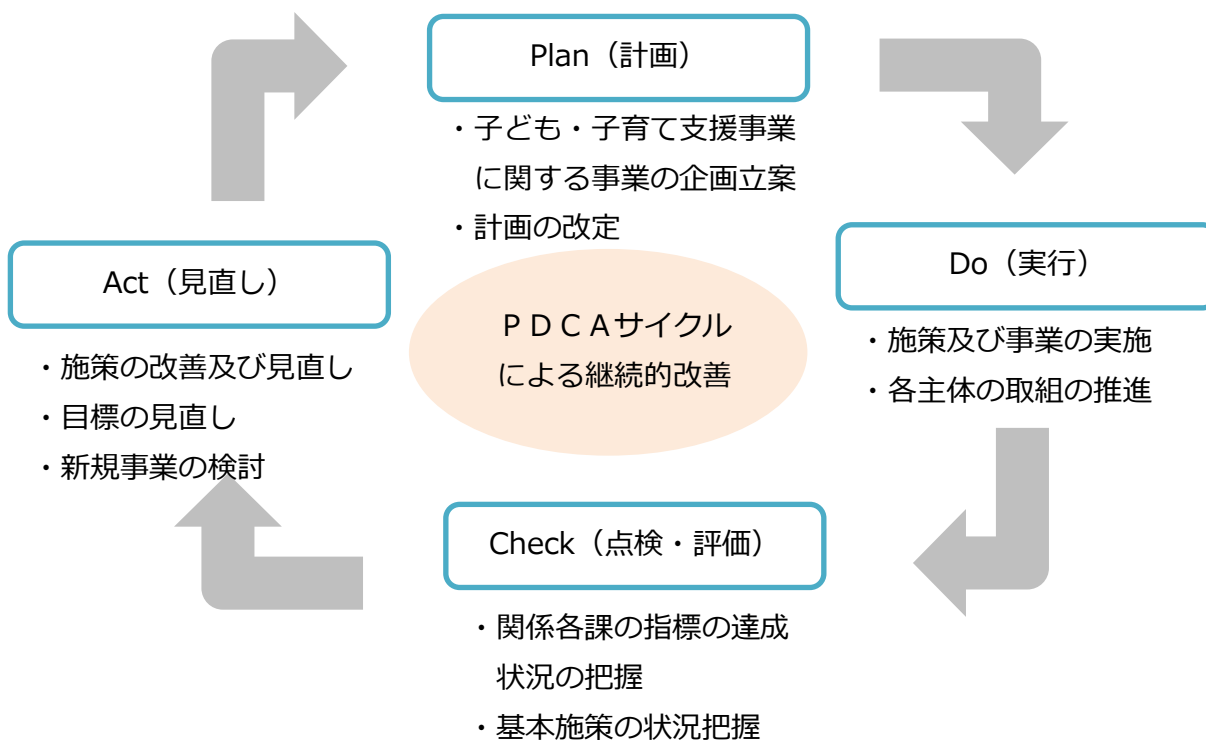 Plan（計画）
・子ども・子育て支援事業
に関する事業の企画立案
・計画の改定
Do（実行）
・施策及び事業の実施
・各主体の取組の推進
Check（点検・評価）
・関係各課の指標の達成
状況の把握
・基本施策の状況把握
Act（見直し）
・施策の改善及び見直し
・目標の見直し
・新規事業の検討
ＰＤＣＡサイクル
による継続的改善